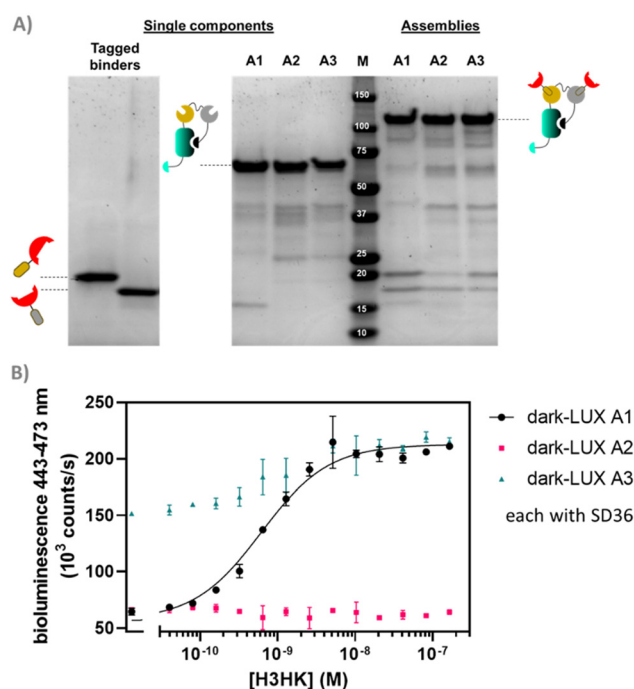 A)
Single components
Assemblies
Tagged
binders
A1 A2 A3 M A1 A2 A3
150
100
75
50
37
25
20
15
10
B)
bioluminescence 443-473 nm
(10³ counts/s)
250
200
150
100
50
10⁻¹⁰ 10⁻⁹ 10⁻⁸ 10⁻⁷
[H3HK] (M)
dark-LUX A1
dark-LUX A2
dark-LUX A3
each with SD36